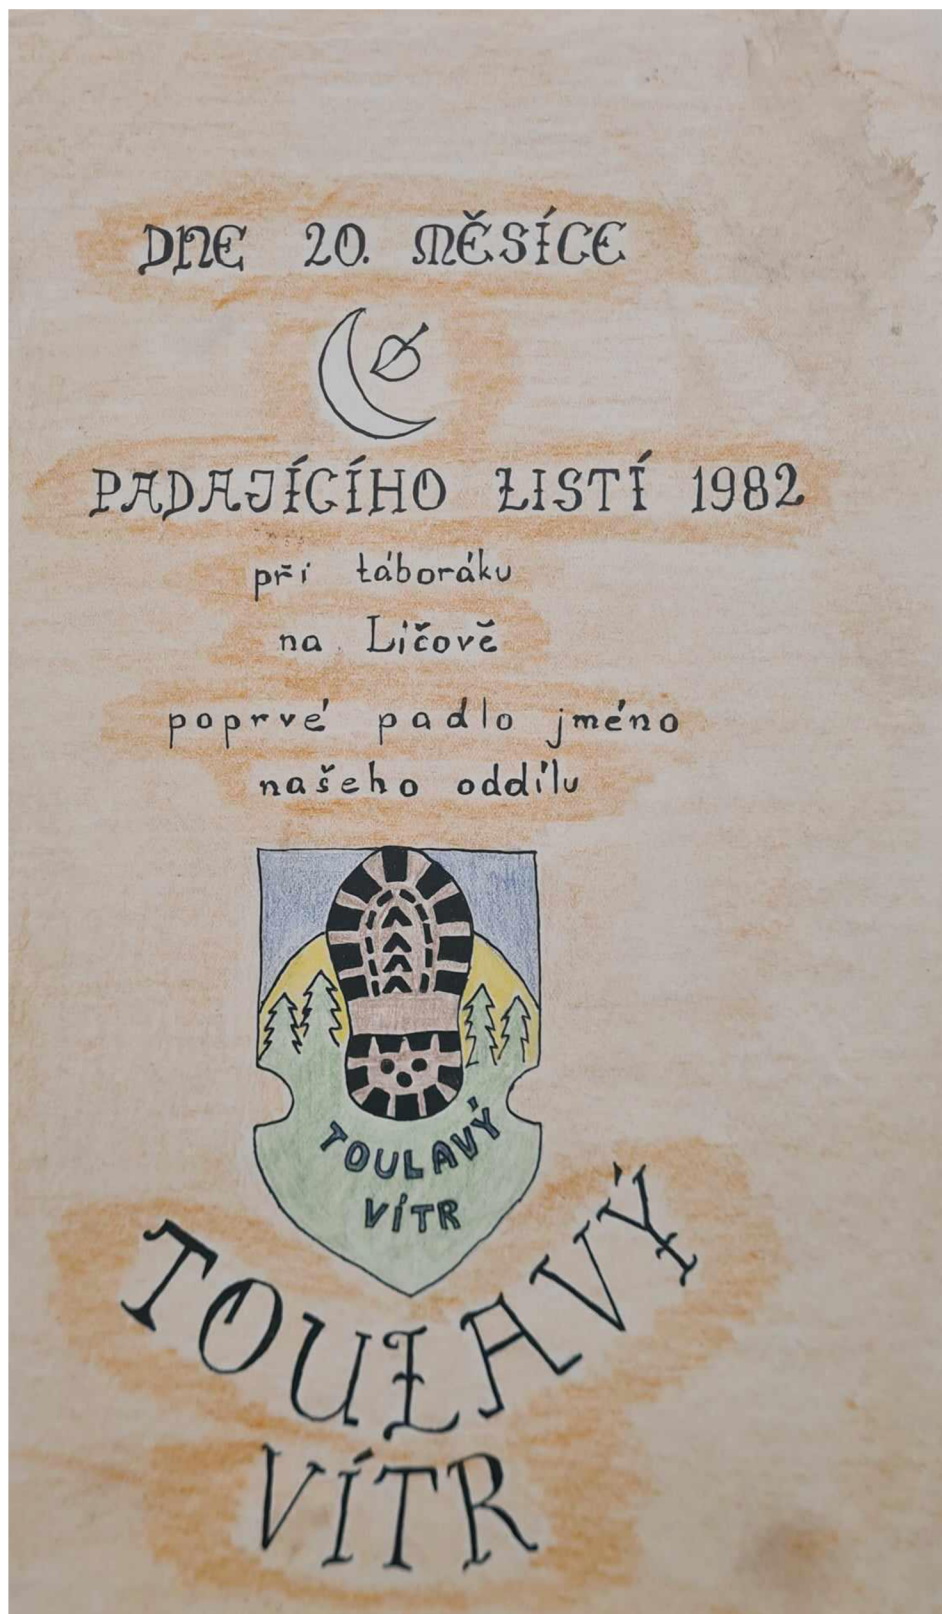 DNE 20. MĚSÍCE
PADAJÍCÍHO LISTÍ 1982
při táboráku
na Ličově
poprvé padlo jméno
našeho oddílu
TOULAVÝ
VÍTR
TOULAVÝ
VÍTR